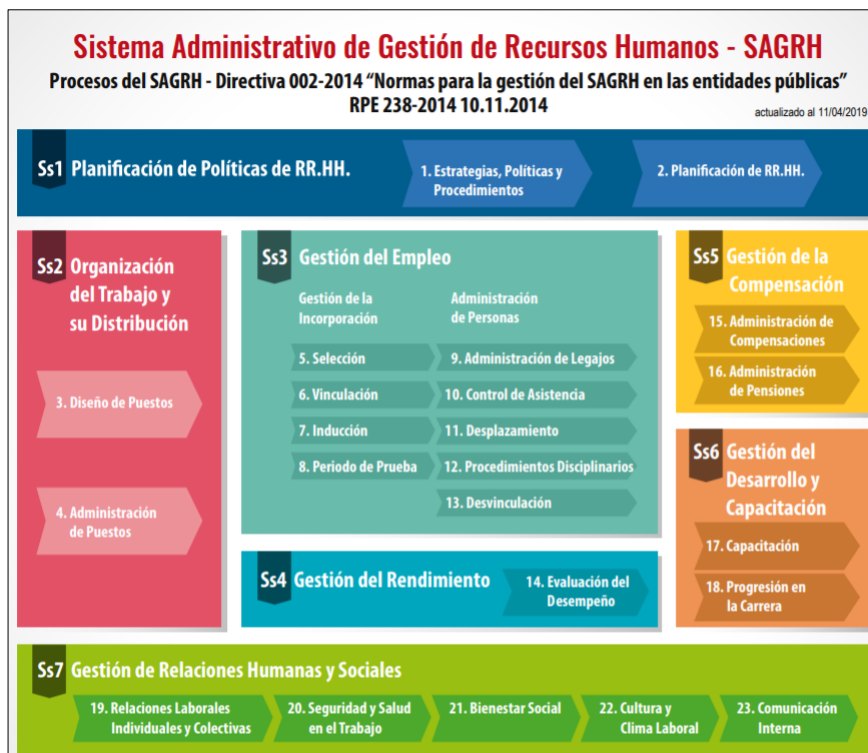 Sistema Administrativo de Gestión de Recursos Humanos - SAGRH
Procesos del SAGRH - Directiva 002-2014 “Normas para la gestión del SAGRH en las entidades públicas”
RPE 238-2014 10.11.2014
actualizado al 11/04/2019
Ss1 Planificación de Políticas de RR.HH.
1. Estrategias, Políticas y
Procedimientos
2. Planificación de RR.HH.
Ss2 Organización
del Trabajo y
su Distribución
3. Diseño de Puestos
4. Administración
de Puestos
Ss3 Gestión del Empleo
Gestión de la
Incorporación
5. Selección
6. Vinculación
7. Inducción
8. Periodo de Prueba
Administración
de Personas
9. Administración de Legajos
10. Control de Asistencia
11. Desplazamiento
12. Procedimientos Disciplinarios
13. Desvinculación
Ss4 Gestión del Rendimiento
14. Evaluación del
Desempeño
Ss5 Gestión de la
Compensación
15. Administración de
Compensaciones
16. Administración
de Pensiones
Ss6 Gestión del
Desarrollo y
Capacitación
17. Capacitación
18. Progresión en
la Carrera
Ss7 Gestión de Relaciones Humanas y Sociales
19. Relaciones Laborales
Individuales y Colectivas
20. Seguridad y Salud
en el Trabajo
21. Bienestar Social
22. Cultura y
Clima Laboral
23. Comunicación
Interna